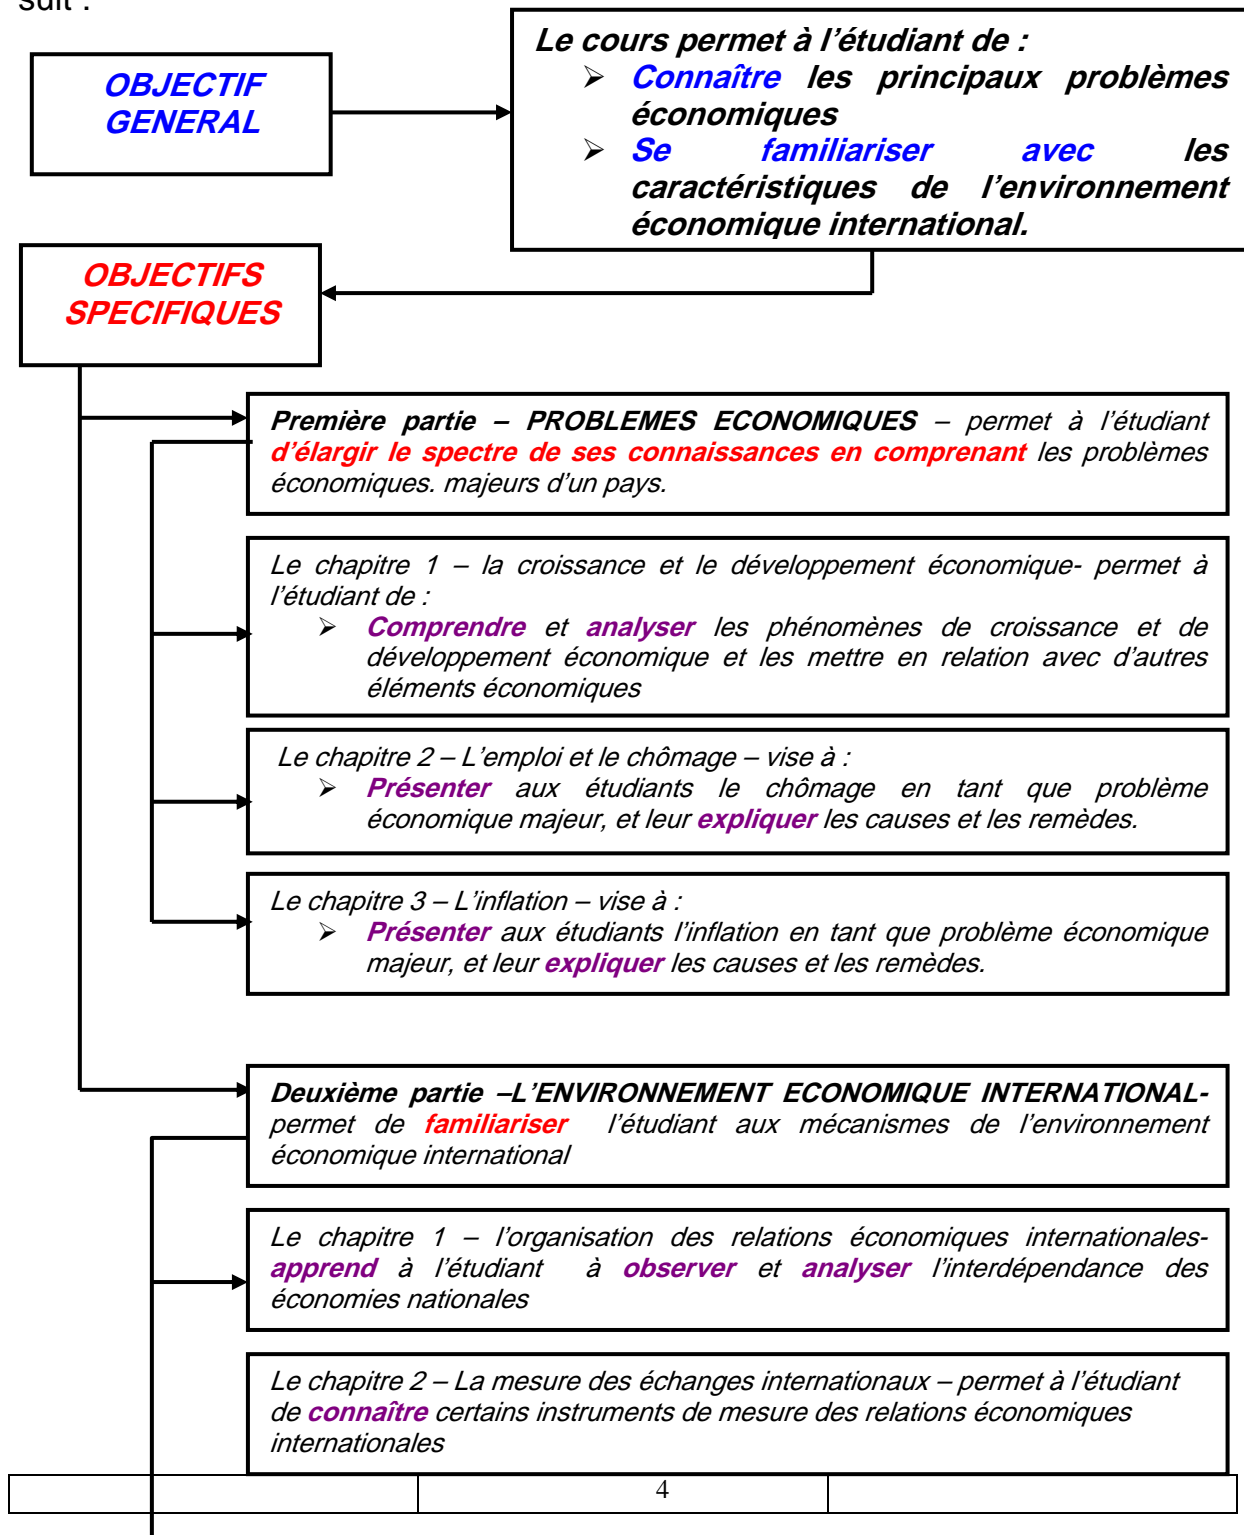 suit :
OBJECTIF
GENERAL
Le cours permet à l’étudiant de :
➢ Connaître les principaux problèmes
économiques
➢ Se familiariser avec les
caractéristiques de l’environnement
économique international.
OBJECTIFS
SPECIFIQUES
Première partie – PROBLEMES ECONOMIQUES – permet à l’étudiant
d’élargir le spectre de ses connaissances en comprenant les problèmes
économiques. majeurs d’un pays.
Le chapitre 1 – la croissance et le développement économique- permet à
l’étudiant de :
➢ Comprendre et analyser les phénomènes de croissance et de
développement économique et les mettre en relation avec d’autres
éléments économiques
Le chapitre 2 – L’emploi et le chômage – vise à :
➢ Présenter aux étudiants le chômage en tant que problème
économique majeur, et leur expliquer les causes et les remèdes.
Le chapitre 3 – L’inflation – vise à :
➢ Présenter aux étudiants l’inflation en tant que problème économique
majeur, et leur expliquer les causes et les remèdes.
Deuxième partie –L’ENVIRONNEMENT ECONOMIQUE INTERNATIONAL-
permet de familiariser l’étudiant aux mécanismes de l’environnement
économique international
Le chapitre 1 – l’organisation des relations économiques internationales-
apprend à l’étudiant à observer et analyser l’interdépendance des
économies nationales
Le chapitre 2 – La mesure des échanges internationaux – permet à l’étudiant
de connaître certains instruments de mesure des relations économiques
internationales
4